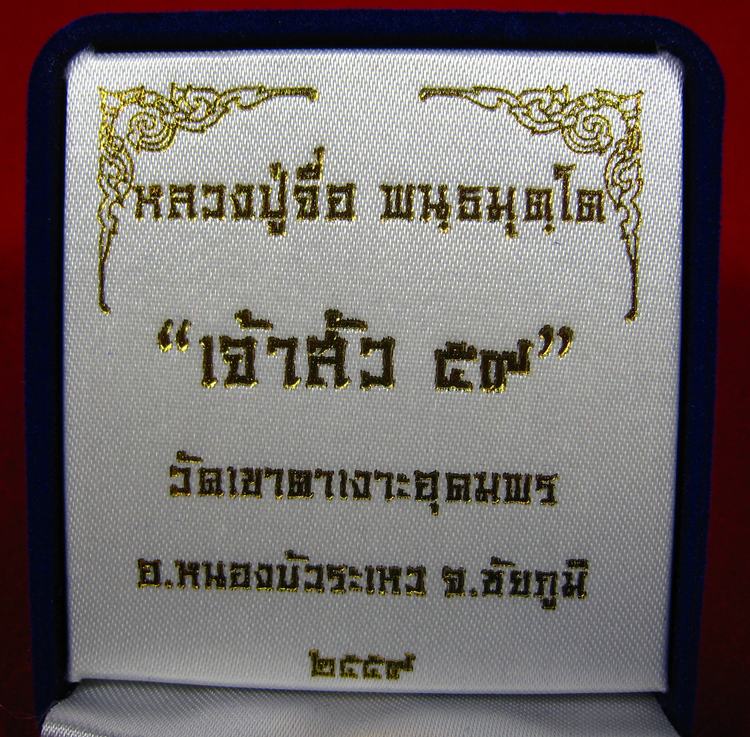 หลวงปู่จื่อ พนฺธมุตฺโต
“เจ้าสัว ๕๙”
วัดเขาตาเงาะอุดมพร
อ.หนองบัวระเหว จ.ชัยภูมิ
๒๕๕๙